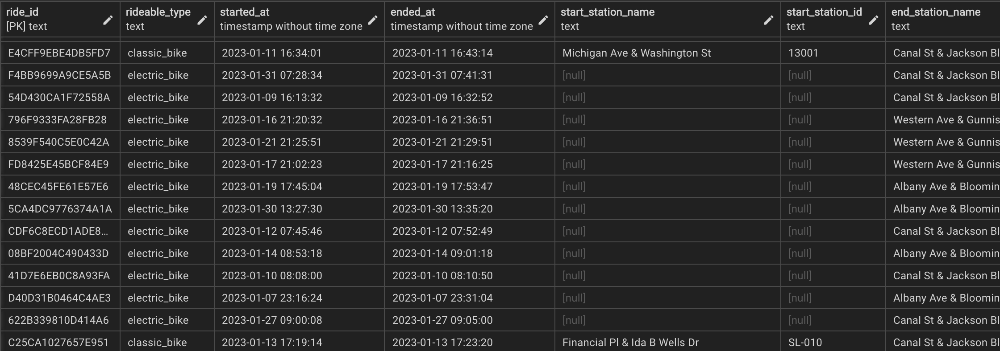 ride_id rideable_type started_at ended_at start_station_name start_station_id end_station_name
[PK] text text timestamp without time zone timestamp without time zone text text text
E4CFF9EBE4DB5FD7 classic_bike 2023-01-11 16:34:01 2023-01-11 16:43:14 Michigan Ave & Washington St 13001 Canal St & Jackson Bl
F4BB9699A9CE5A5B electric_bike 2023-01-31 07:28:34 2023-01-31 07:41:31 [null] [null] Canal St & Jackson Bl
54D430CA1F72558A electric_bike 2023-01-09 16:13:32 2023-01-09 16:32:52 [null] [null] Canal St & Jackson Bl
796F9333FA28FB28 electric_bike 2023-01-16 21:20:32 2023-01-16 21:36:51 [null] [null] Western Ave & Gunnis
8539F540C5E0C42A electric_bike 2023-01-21 21:25:51 2023-01-21 21:29:51 [null] [null] Western Ave & Gunnis
FD8425E45BCF84E9 electric_bike 2023-01-17 21:02:23 2023-01-17 21:16:25 [null] [null] Western Ave & Gunnis
48CEC45FE61E57E6 electric_bike 2023-01-19 17:45:04 2023-01-19 17:53:47 [null] [null] Albany Ave & Bloomin
5CA4DC9776374A1A electric_bike 2023-01-30 13:27:30 2023-01-30 13:35:20 [null] [null] Albany Ave & Bloomin
CDF6C8ECD1ADE8... electric_bike 2023-01-12 07:45:46 2023-01-12 07:52:49 [null] [null] Canal St & Jackson Bl
08BF2004C490433D electric_bike 2023-01-14 08:53:18 2023-01-14 09:01:18 [null] [null] Albany Ave & Bloomin
41D7E6EB0C8A93FA electric_bike 2023-01-10 08:08:00 2023-01-10 08:10:50 [null] [null] Canal St & Jackson Bl
D40D31B0464C4AE3 electric_bike 2023-01-07 23:16:24 2023-01-07 23:31:04 [null] [null] Albany Ave & Bloomin
622B339810D414A6 electric_bike 2023-01-27 09:00:08 2023-01-27 09:05:00 [null] [null] Canal St & Jackson Bl
C25CA1027657E951 classic_bike 2023-01-13 17:19:14 2023-01-13 17:23:20 Financial Pl & Ida B Wells Dr SL-010 Canal St & Jackson Bl